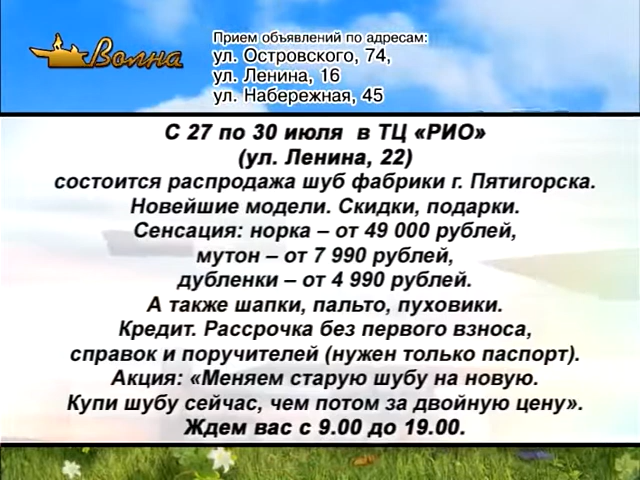 Волна
Прием объявлений по адресам:
ул. Островского, 74,
ул. Ленина, 16
ул. Набережная, 45
С 27 по 30 июля в ТЦ «РИО»
(ул. Ленина, 22)
состоится распродажа шуб фабрики г. Пятигорска.
Новейшие модели. Скидки, подарки.
Сенсация: норка – от 49 000 рублей,
мутон – от 7 990 рублей,
дубленки – от 4 990 рублей.
А также шапки, пальто, пуховики.
Кредит. Рассрочка без первого взноса,
справок и поручителей (нужен только паспорт).
Акция: «Меняем старую шубу на новую.
Купи шубу сейчас, чем потом за двойную цену».
Ждем вас с 9.00 до 19.00.